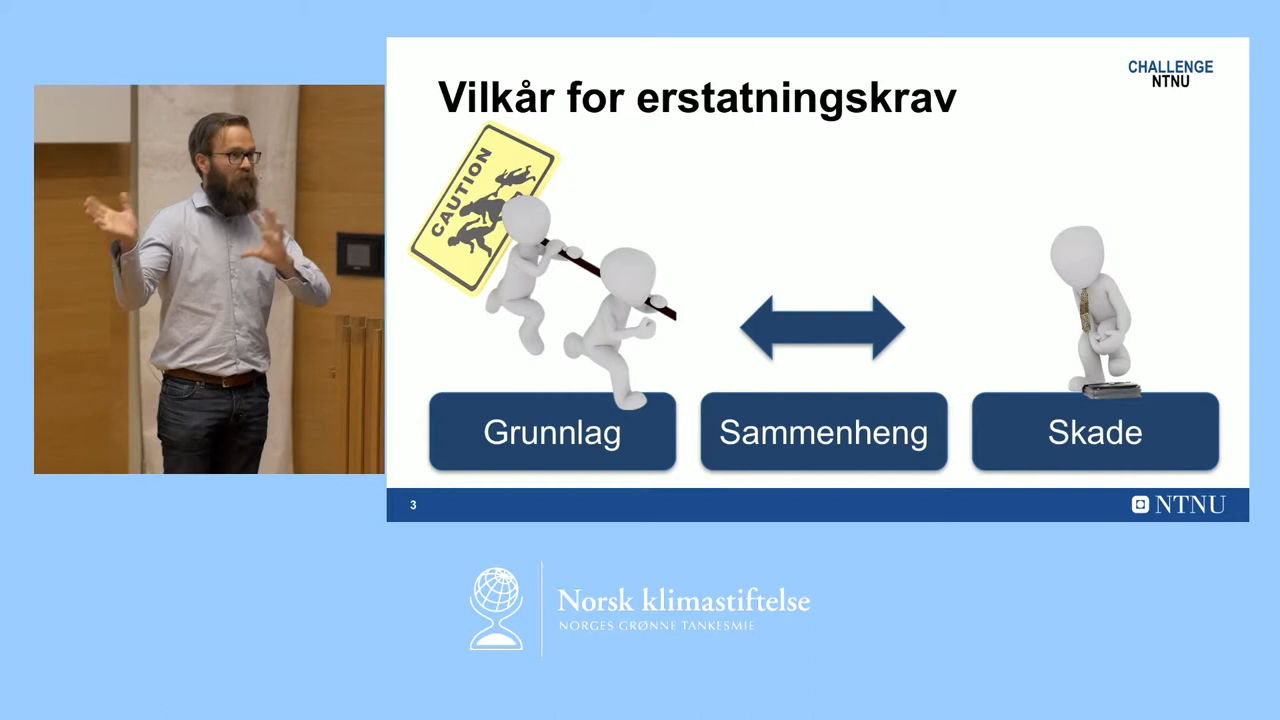 CHALLENGE
NTNU
Vilkår for erstatningskrav
CAUTION
Grunnlag
Sammenheng
Skade
3
NTNU
Norsk klimastiftelse
NORGES GRØNNE TANKESMIE